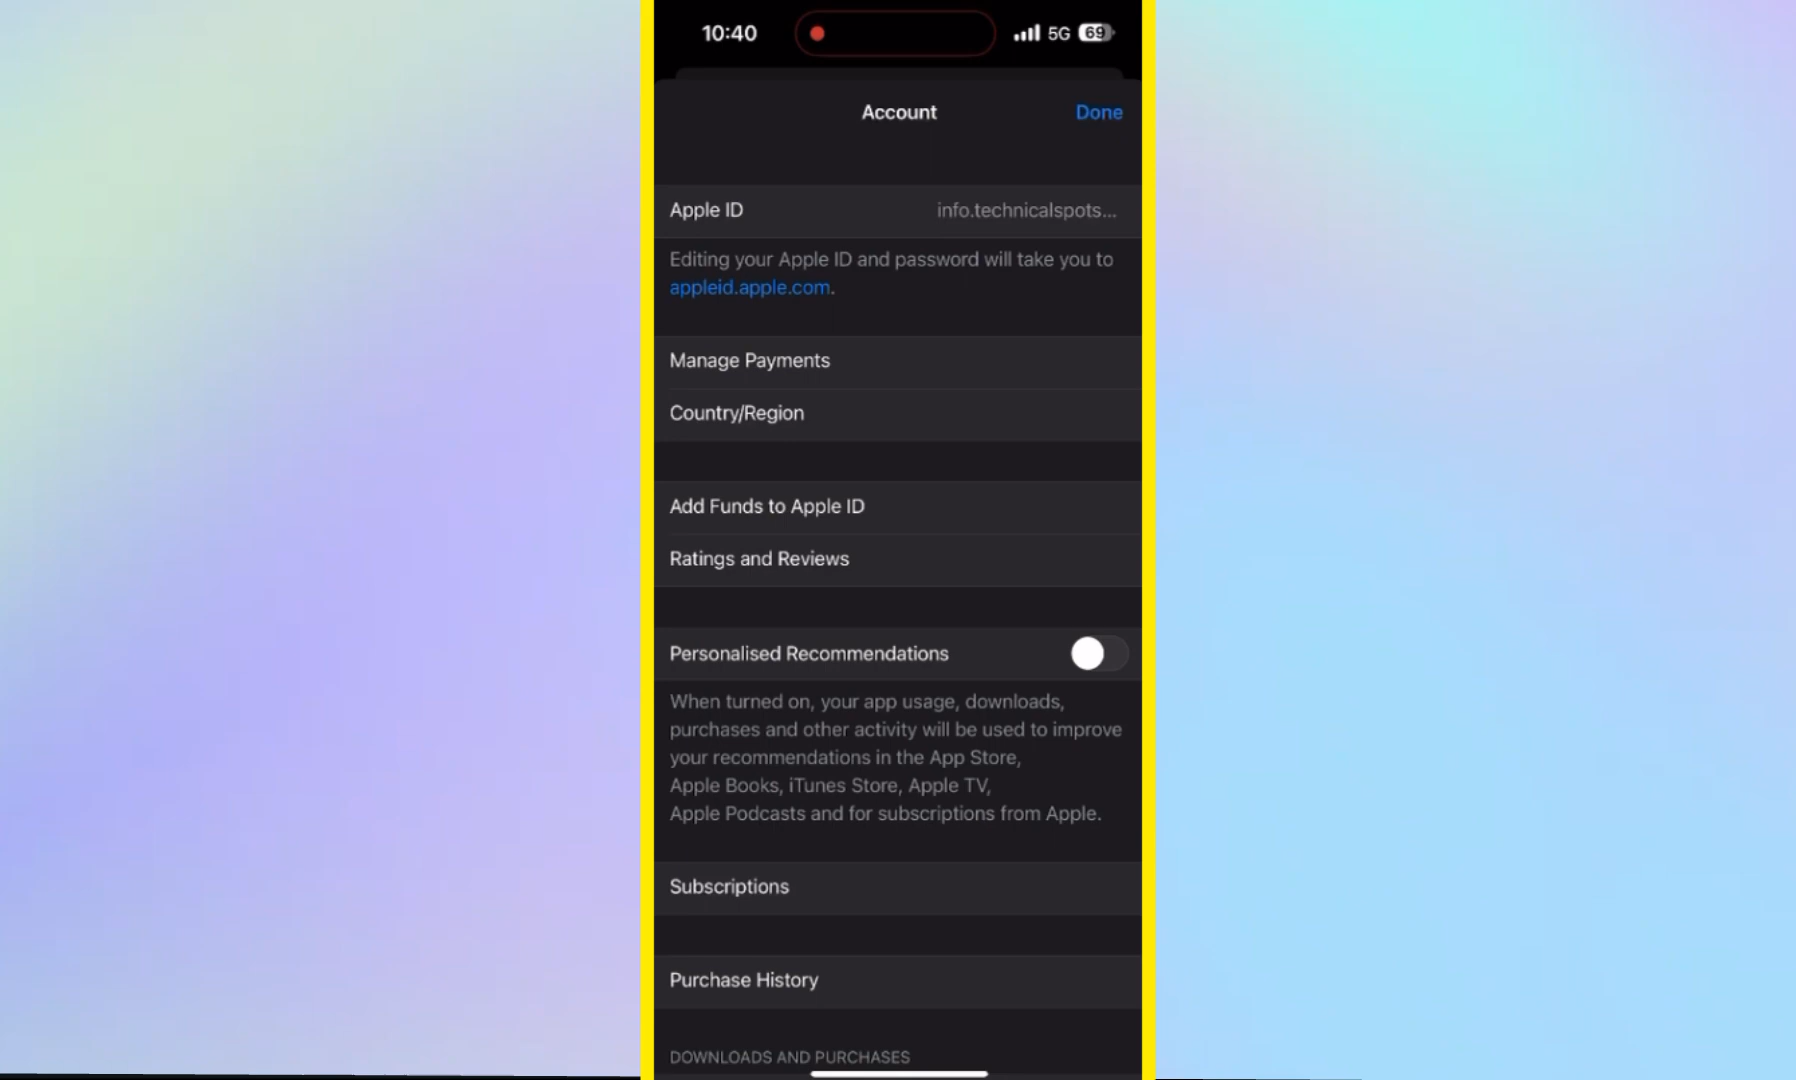 10:40 5G 69
Account Done
Apple ID info.technicalspots...
Editing your Apple ID and password will take you to
appleid.apple.com.
Manage Payments
Country/Region
Add Funds to Apple ID
Ratings and Reviews
Personalised Recommendations
When turned on, your app usage, downloads,
purchases and other activity will be used to improve
your recommendations in the App Store,
Apple Books, iTunes Store, Apple TV,
Apple Podcasts and for subscriptions from Apple.
Subscriptions
Purchase History
DOWNLOADS AND PURCHASES